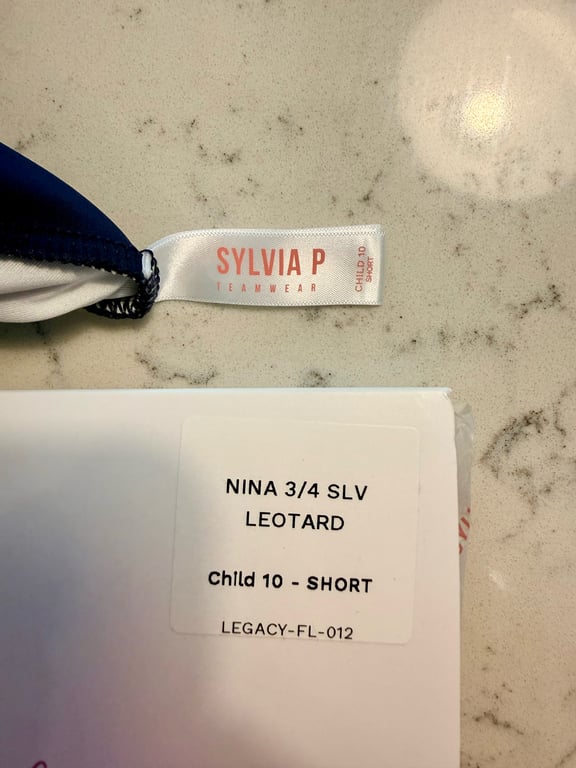 SYLVIA P
TEAMWEAR
CHILD 10
SHORT
NINA 3/4 SLV
LEOTARD
Child 10 - SHORT
LEGACY-FL-012